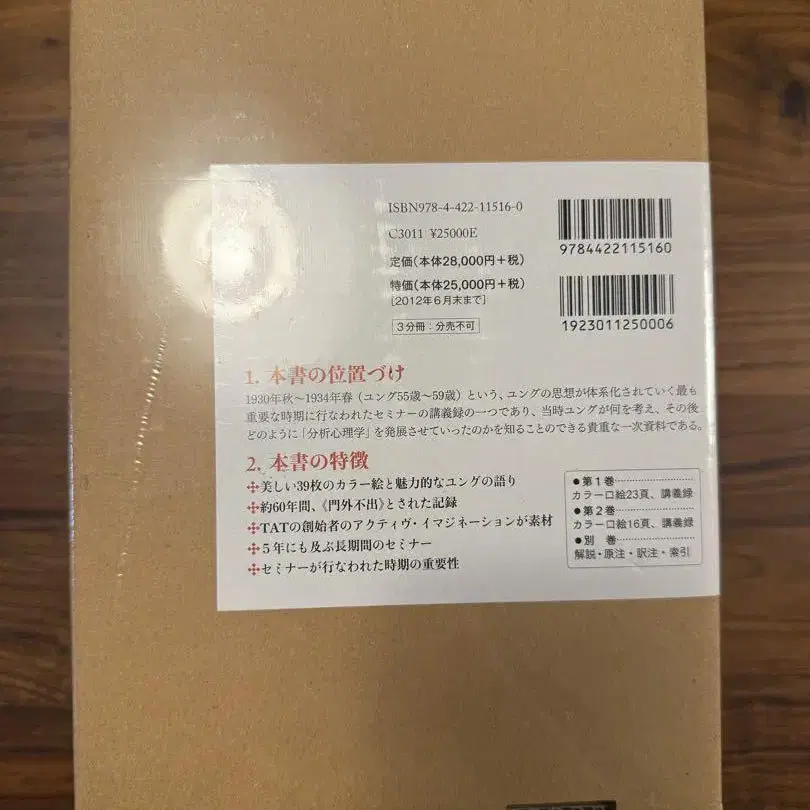 ISBN978-4-422-11516-0
C3011 ¥25000E
定価(本体28,000円+税)
特価(本体25,000円+税)
[2012年6月末まで]
3分冊:分売不可
9784422115160
1923011250006
1. 本書の位置づけ
1930年秋～1934年春(ユング55歳～59歳)という、ユングの思想が体系化されていく最も
重要な時期に行なわれたセミナーの講義録の一つであり、当時ユングが何を考え、その後
どのように「分析心理学」を発展させていったのかを知ることのできる貴重な一次資料である。
2. 本書の特徴
美しい39枚のカラー絵と魅力的なユングの語り
約60年間、《門外不出》とされた記録
TATの創始者のアクティヴ・イマジネーションが素材
5年にも及ぶ長期間のセミナー
セミナーが行なわれた時期の重要性
●第1巻
カラー口絵23頁、講義録
●第2巻
カラー口絵16頁、講義録
●別 巻
解説・原注・訳注・索引